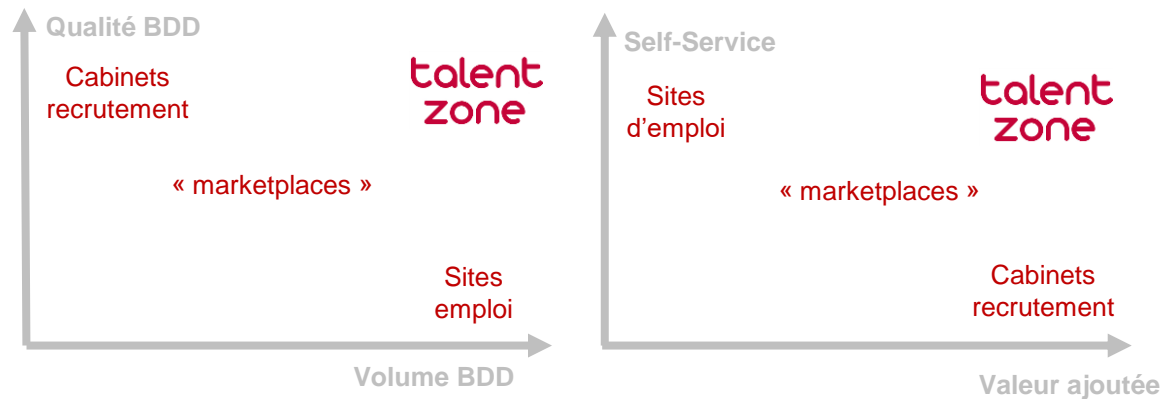 Qualité BDD
Cabinets
recrutement
talent
zone
« marketplaces »
Sites
emploi
Volume BDD
Self-Service
Sites
d'emploi
talent
zone
« marketplaces »
Cabinets
recrutement
Valeur ajoutée